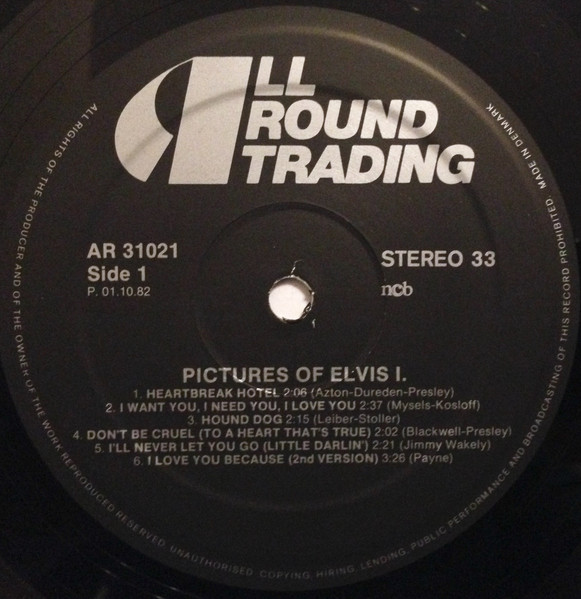 ALL
ROUND
TRADING
AR 31021
Side 1
P. 01.10.82
STEREO 33
ncb
PICTURES OF ELVIS I.
1. HEARTBREAK HOTEL 2:06 (Azton-Dureden-Presley)
2. I WANT YOU, I NEED YOU, I LOVE YOU 2:37 (Mysels-Kosloff)
3. HOUND DOG 2:15 (Leiber-Stoller)
4. DON'T BE CRUEL (TO A HEART THAT'S TRUE) 2:02 (Blackwell-Presley)
5. I'LL NEVER LET YOU GO (LITTLE DARLIN') 2:21 (Jimmy Wakely)
6. I LOVE YOU BECAUSE (2nd VERSION) 3:26 (Payne)
ALL RIGHTS OF THE PRODUCER AND OF THE OWNER OF THE WORK REPRODUCED RESERVED. UNAUTHORISED COPYING, HIRING, LENDING, PUBLIC PERFORMANCE AND BROADCASTING OF THIS RECORD PROHIBITED · MADE IN DENMARK